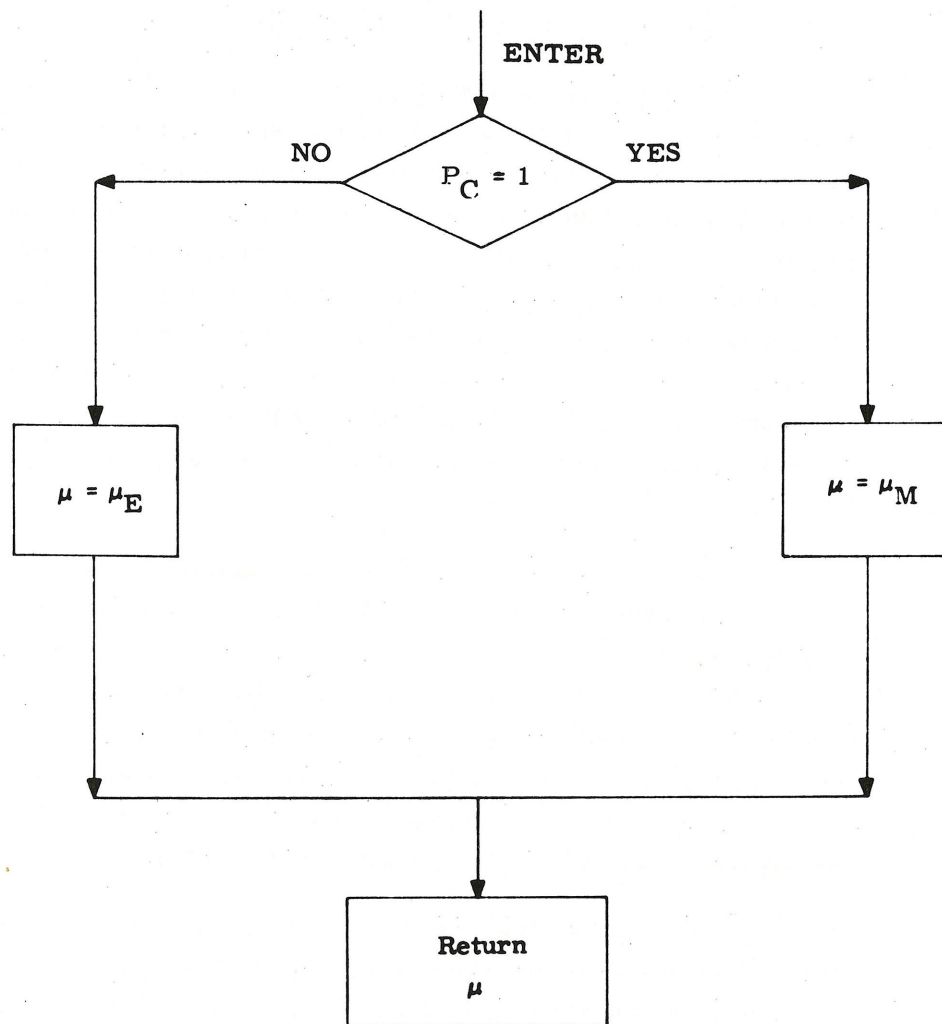 ENTER
NO
YES
P_C = 1
μ = μ_E
μ = μ_M
Return
μ